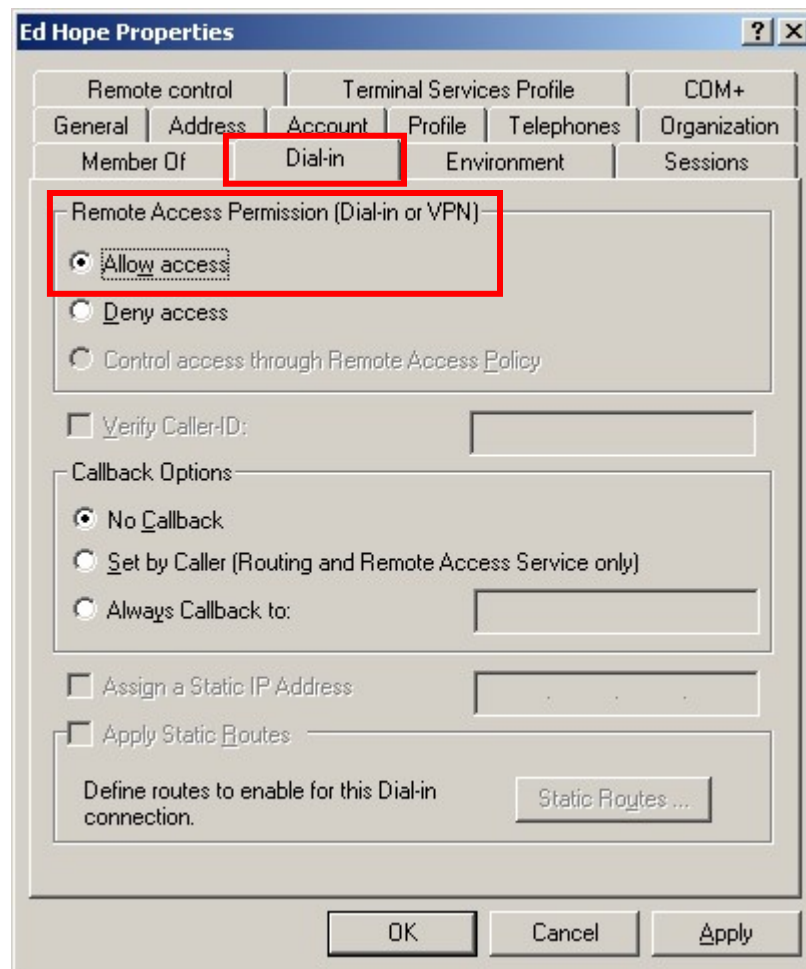 Ed Hope Properties
Remote control Terminal Services Profile COM+
General Address Account Profile Telephones Organization
Member Of Dial-in Environment Sessions
Remote Access Permission (Dial-in or VPN)
Allow access
Deny access
Control access through Remote Access Policy
Verify Caller-ID:
Callback Options
No Callback
Set by Caller (Routing and Remote Access Service only)
Always Callback to:
Assign a Static IP Address
Apply Static Routes
Define routes to enable for this Dial-in
connection.
Static Routes ...
OK Cancel Apply